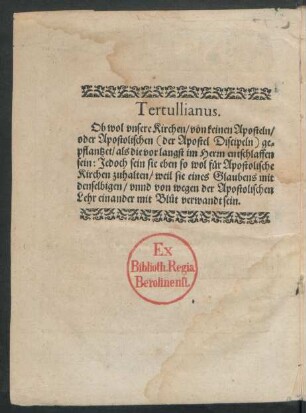 Tertullianus.
Ob wol vnsere Kirchen/ von keinen Aposteln/
oder Apostolischen (der Apostel Discipeln) ge-
pflantzet/ als die vor langst im Herrn entschlaffen
sein: Jedoch sein sie eben so wol für Apostolische
Kirchen zuhalten/ weil sie eines Glaubens mit
denselbigen/ vnnd von wegen der Apostolischen
Lehr einander mit Blüt verwandt sein.
Ex
Biblioth. Regia
Berolinensi.